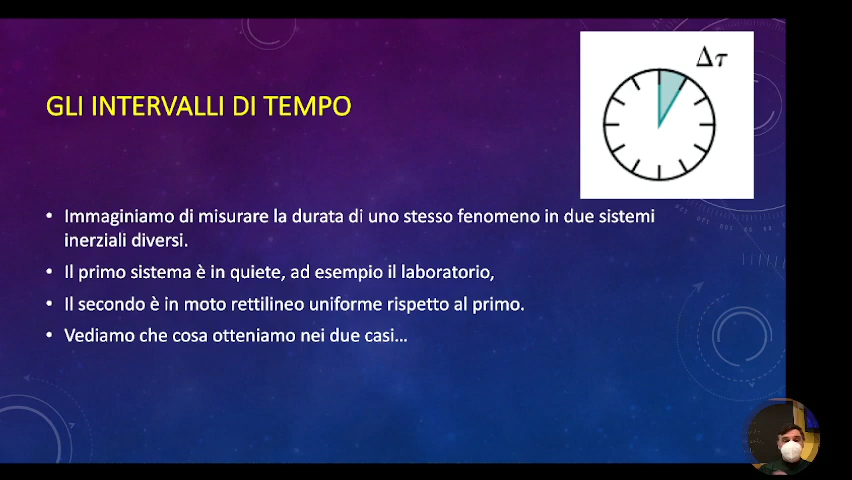 Δτ
GLI INTERVALLI DI TEMPO
• Immaginiamo di misurare la durata di uno stesso fenomeno in due sistemi
inerziali diversi.
• Il primo sistema è in quiete, ad esempio il laboratorio,
• Il secondo è in moto rettilineo uniforme rispetto al primo.
• Vediamo che cosa otteniamo nei due casi...